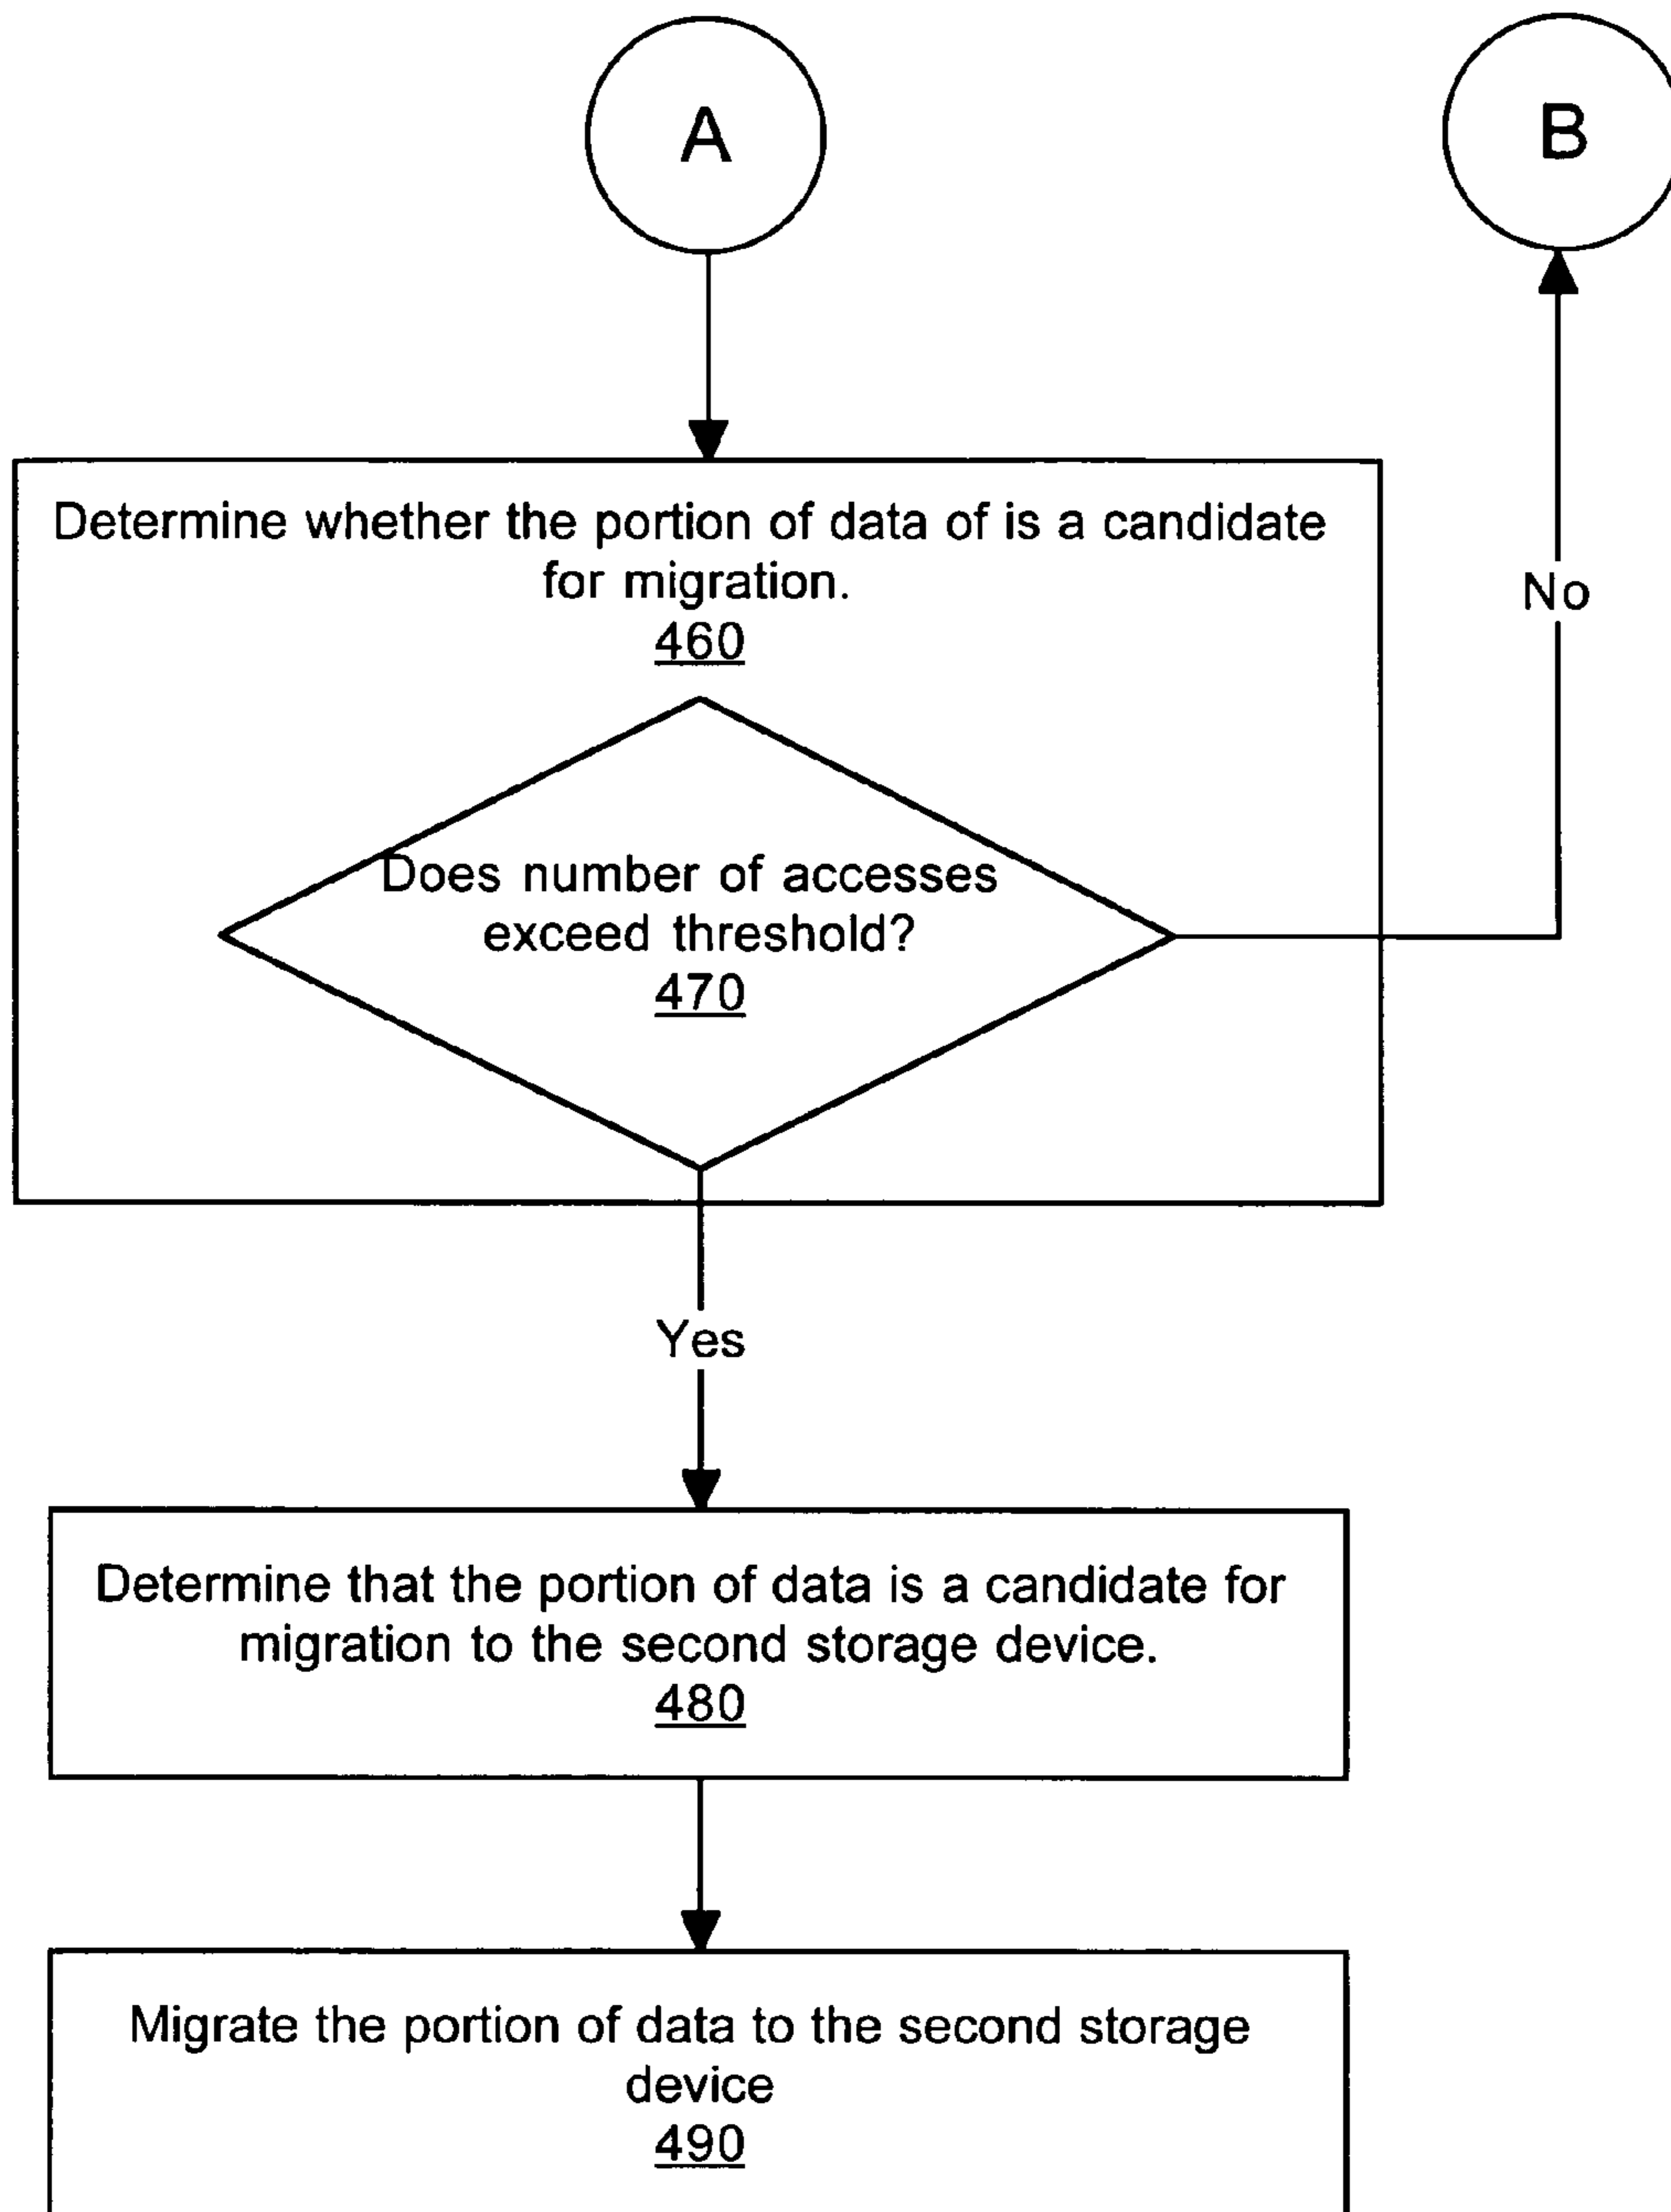 A
B
Determine whether the portion of data of is a candidate
for migration.
460
No
Does number of accesses
exceed threshold?
470
Yes
Determine that the portion of data is a candidate for
migration to the second storage device.
480
Migrate the portion of data to the second storage
device
490